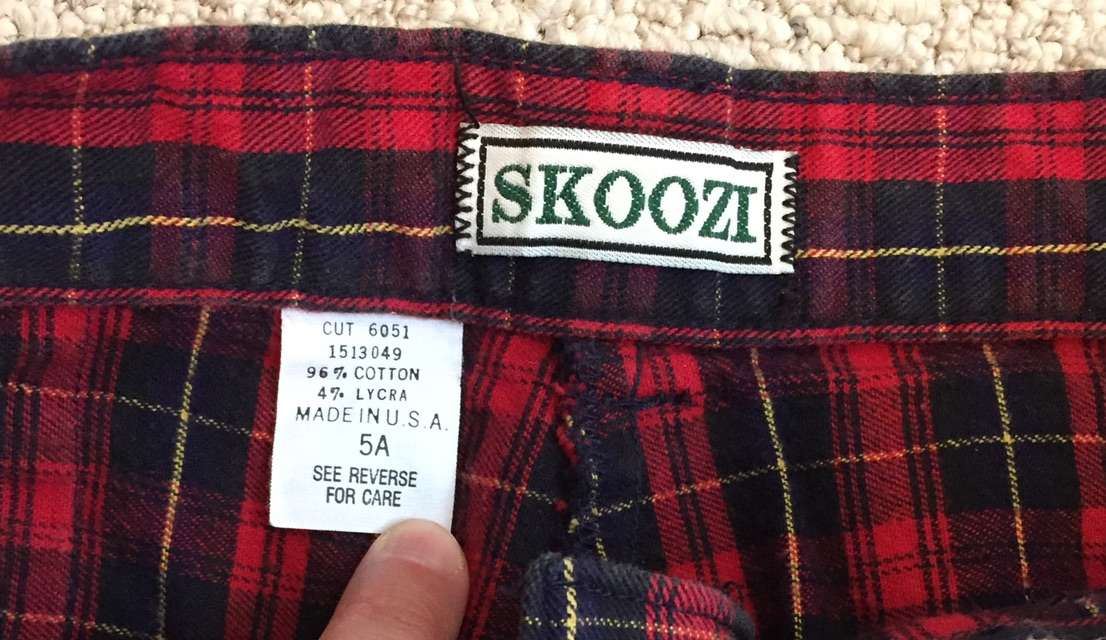 SKOOZI
CUT 6051
1513049
96% COTTON
4% LYCRA
MADE IN U.S.A.
5A
SEE REVERSE
FOR CARE